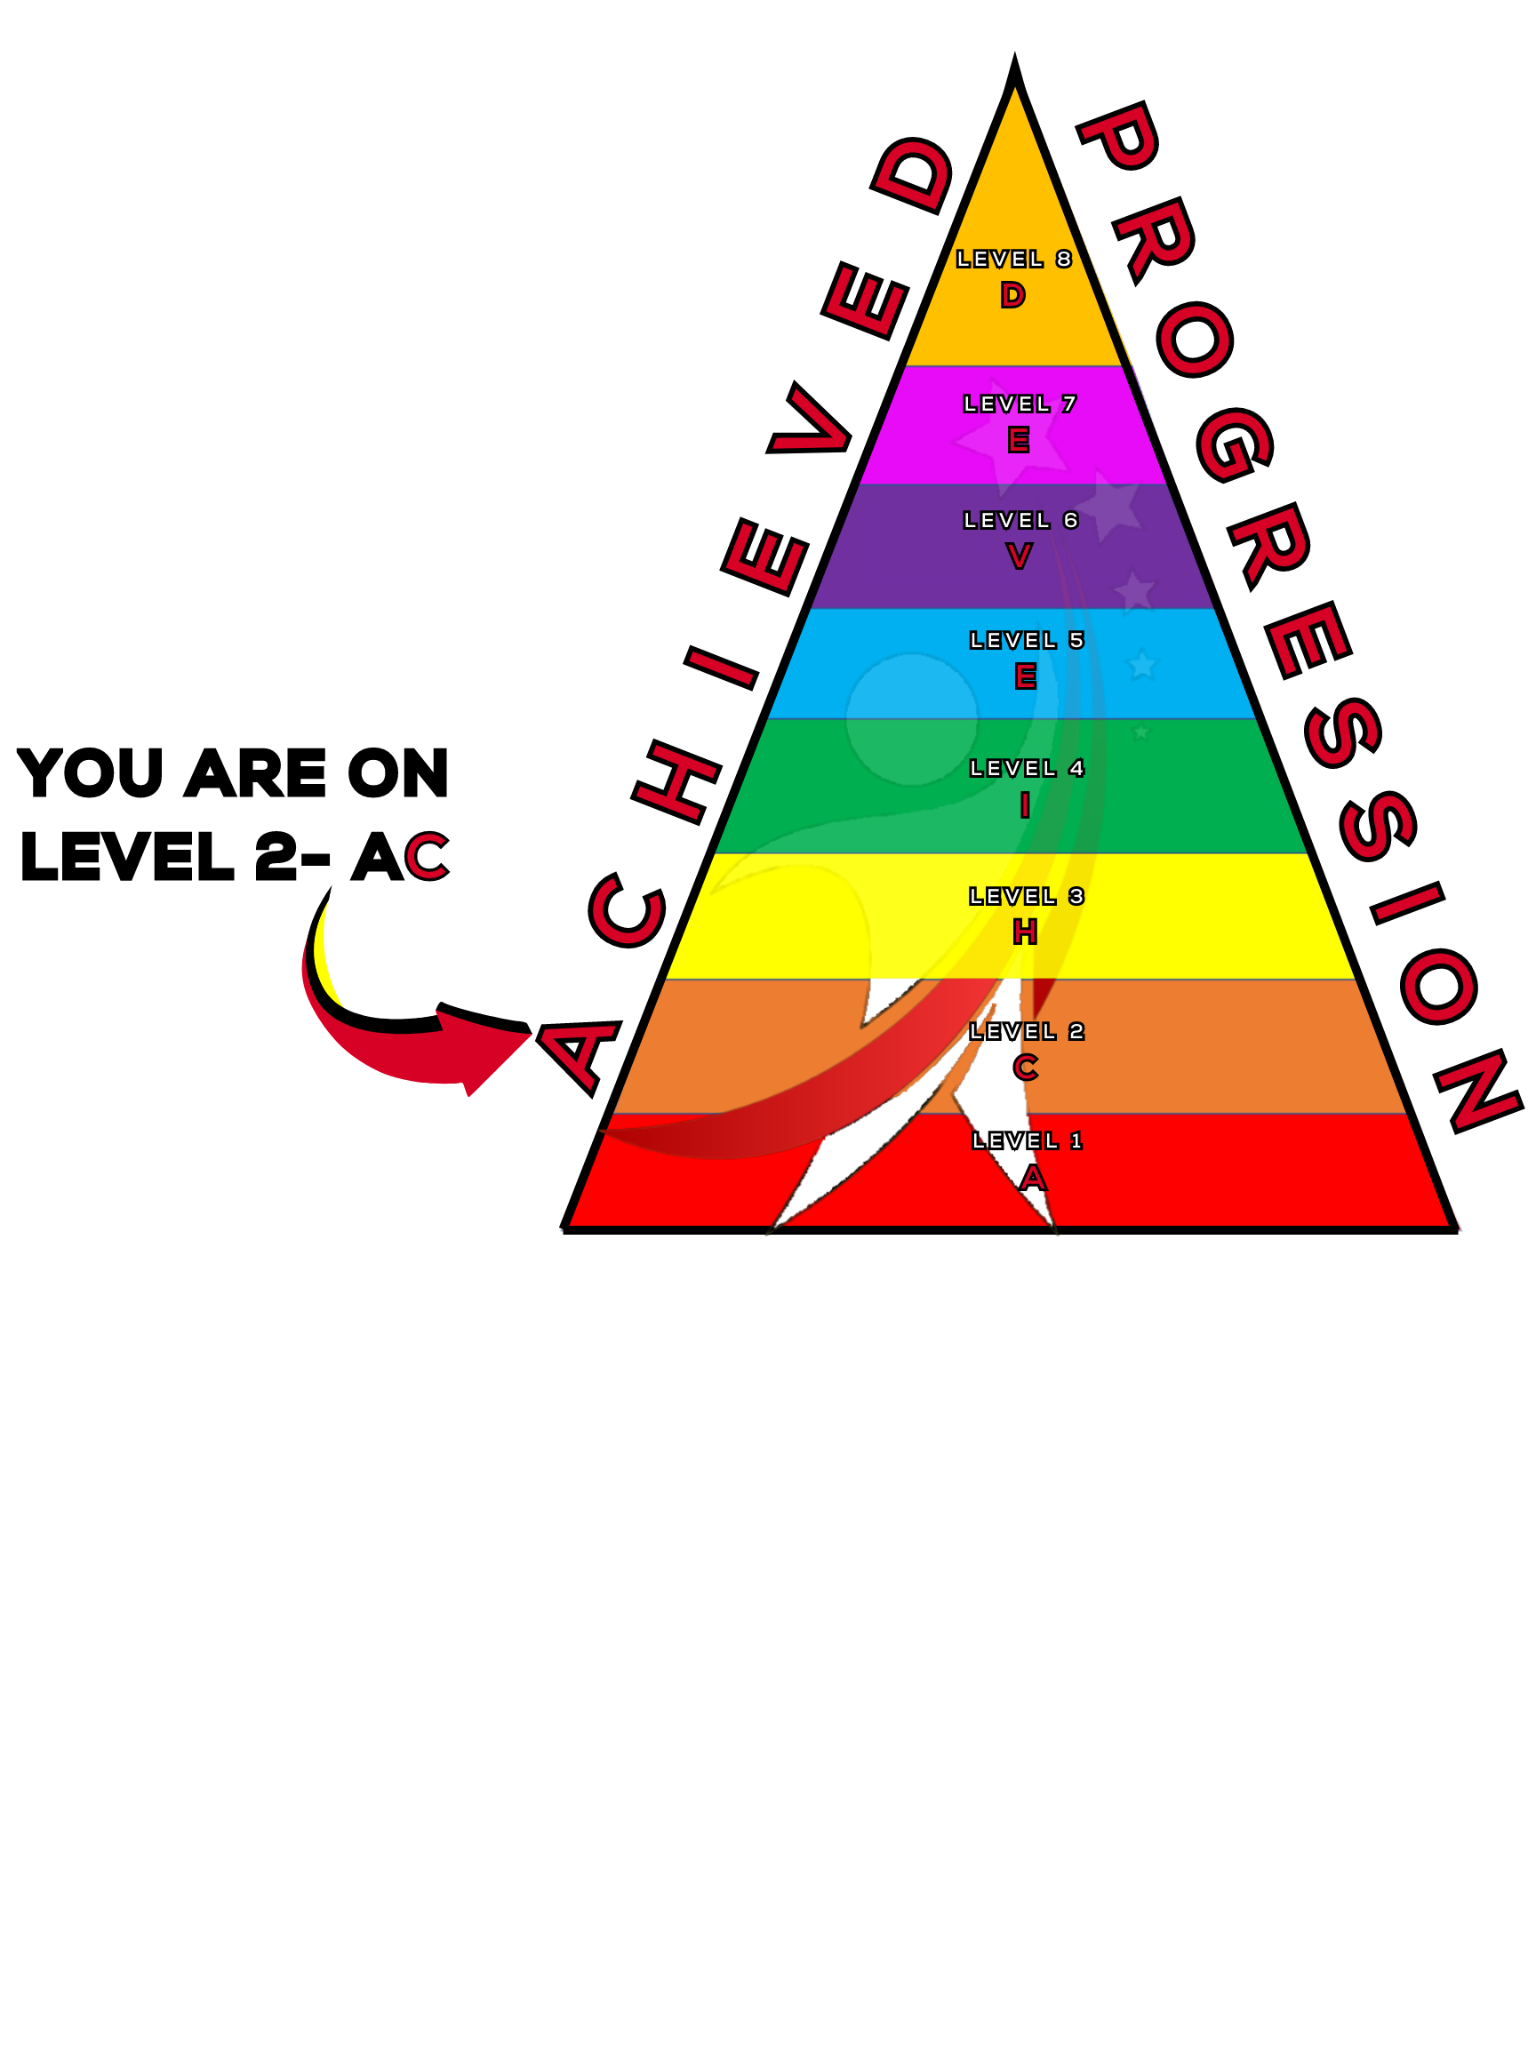 ACHIEVED
PROGRESSION
LEVEL 8
D
LEVEL 7
E
LEVEL 6
V
LEVEL 5
E
LEVEL 4
I
LEVEL 3
H
LEVEL 2
C
LEVEL 1
A
YOU ARE ON
LEVEL 2- AC